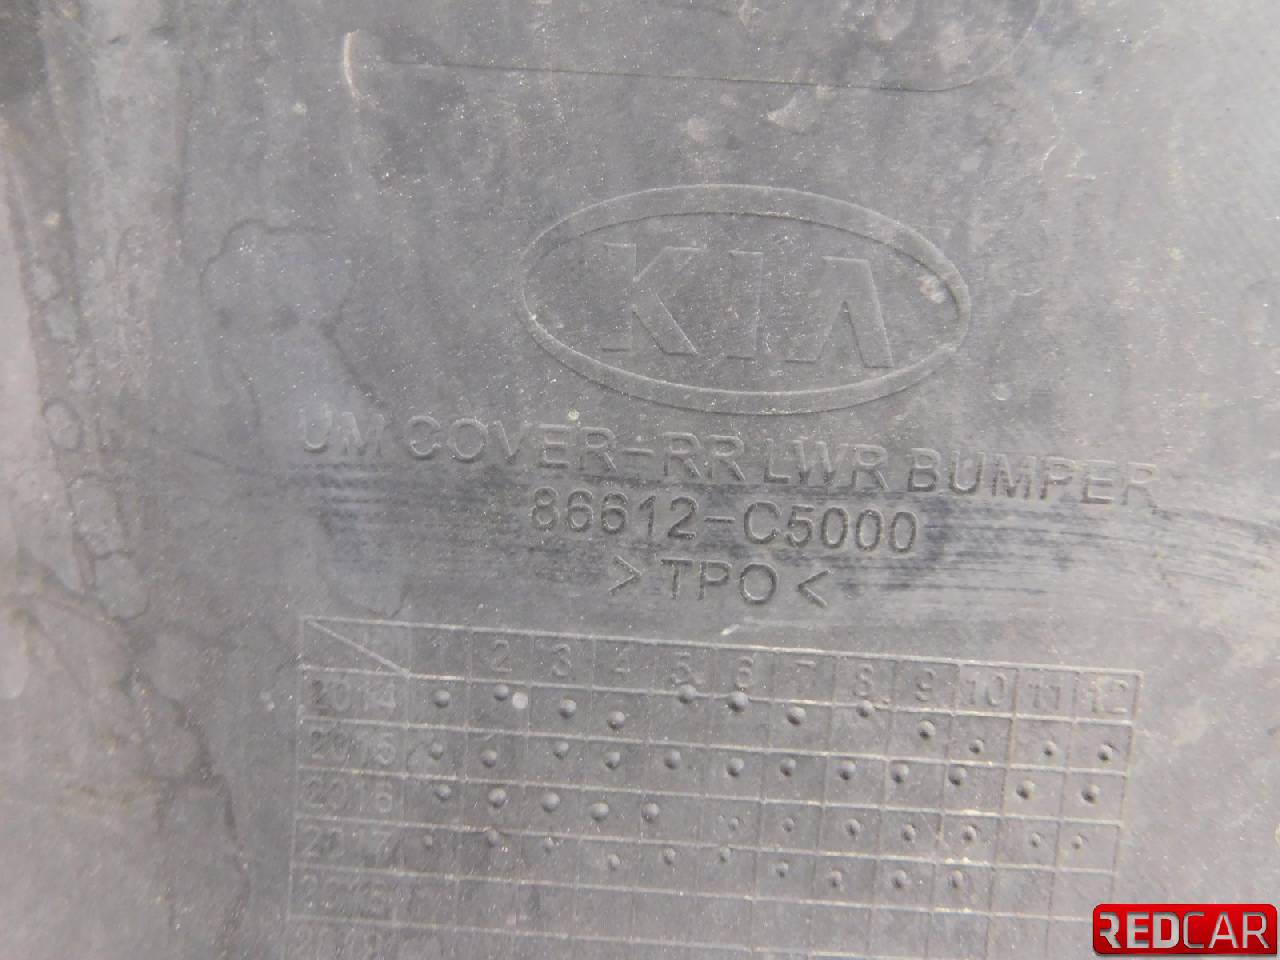 KIA
UM COVER-RR LWR BUMPER
86612-C5000
>TPO<
1 2 3 4 5 6 7 8 9 10 11 12
2014
2015
2016
2017
2018
REDCAR